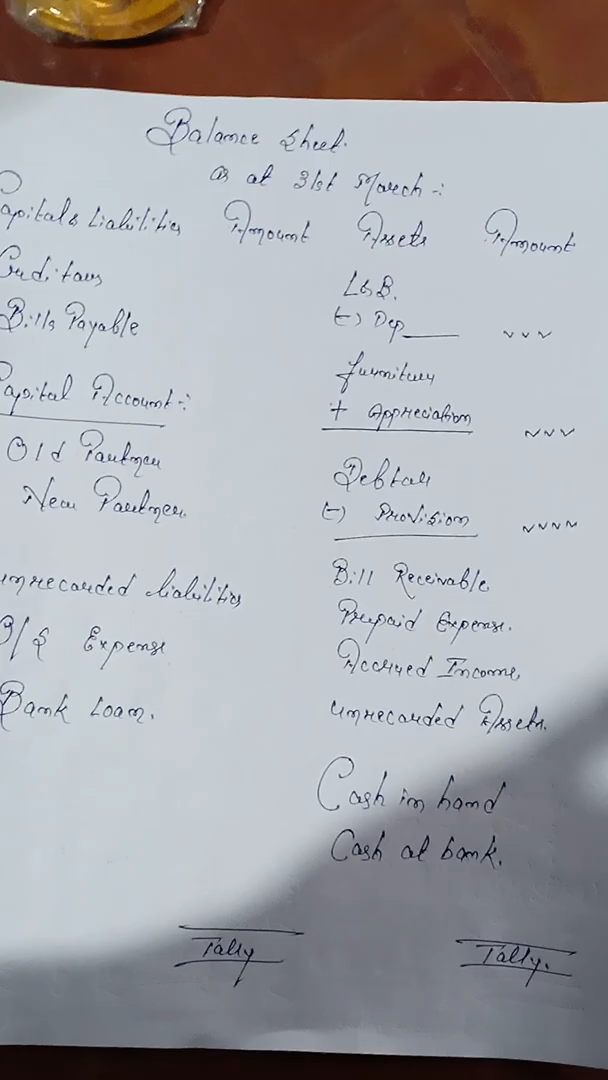 Balance Sheet.
as at 31st March :-
Capital & Liabilities Amount Assets Amount
Creditors
Bills Payable
Capital Account :-
Old Partner
New Partner.
unrecorded liabilities
O/S Expense
Bank Loan.
L&B.
(-) Dep
furniture
+ Appreciation
Debtors
(-) Provision
Bill Receivable
Prepaid Expense.
Accrued Income
unrecorded Assets.
Cash in hand
Cash at bank.
Tally
Tally.